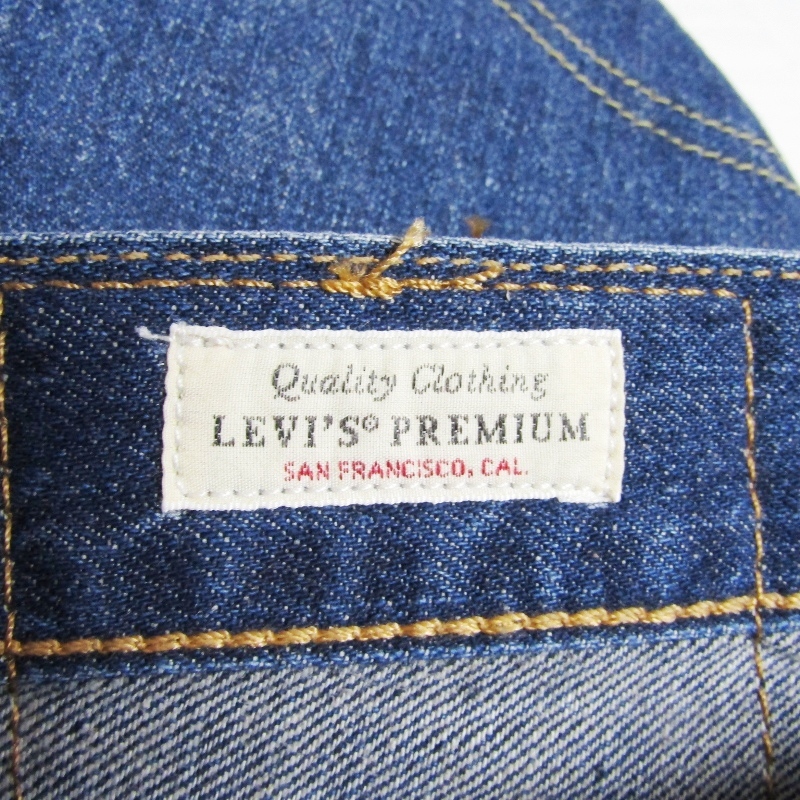 Quality Clothing
LEVI'S® PREMIUM
SAN FRANCISCO, CAL.